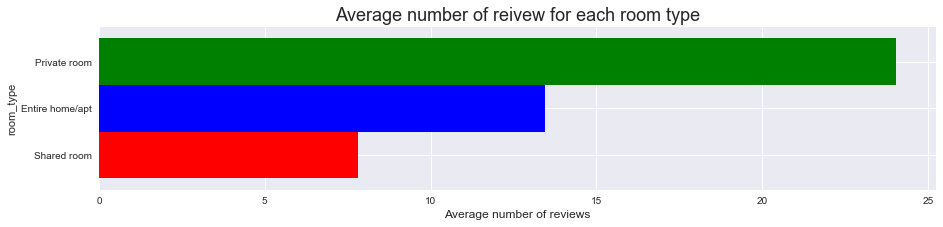 Average number of reivew for each room type
room_type
Private room
Entire home/apt
Shared room
0 5 10 15 20 25
Average number of reviews